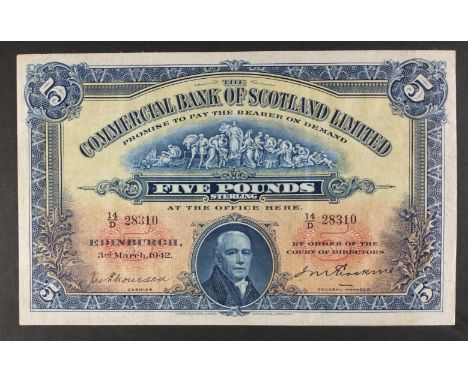 5 THE 5
COMMERCIAL BANK OF SCOTLAND LIMITED
PROMISE TO PAY THE BEARER ON DEMAND
FIVE POUNDS
STERLING
AT THE OFFICE HERE.
14/D 28310 14/D 28310
EDINBURGH, BY ORDER OF THE
3rd March, 1942. COURT OF DIRECTORS.
CASHIER GENERAL MANAGER
5 5